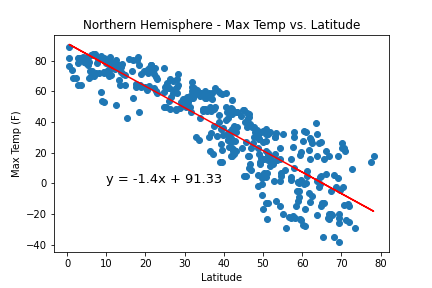 Northern Hemisphere - Max Temp vs. Latitude
Max Temp (F)
80
60
40
20
0
−20
−40
y = -1.4x + 91.33
0 10 20 30 40 50 60 70 80
Latitude